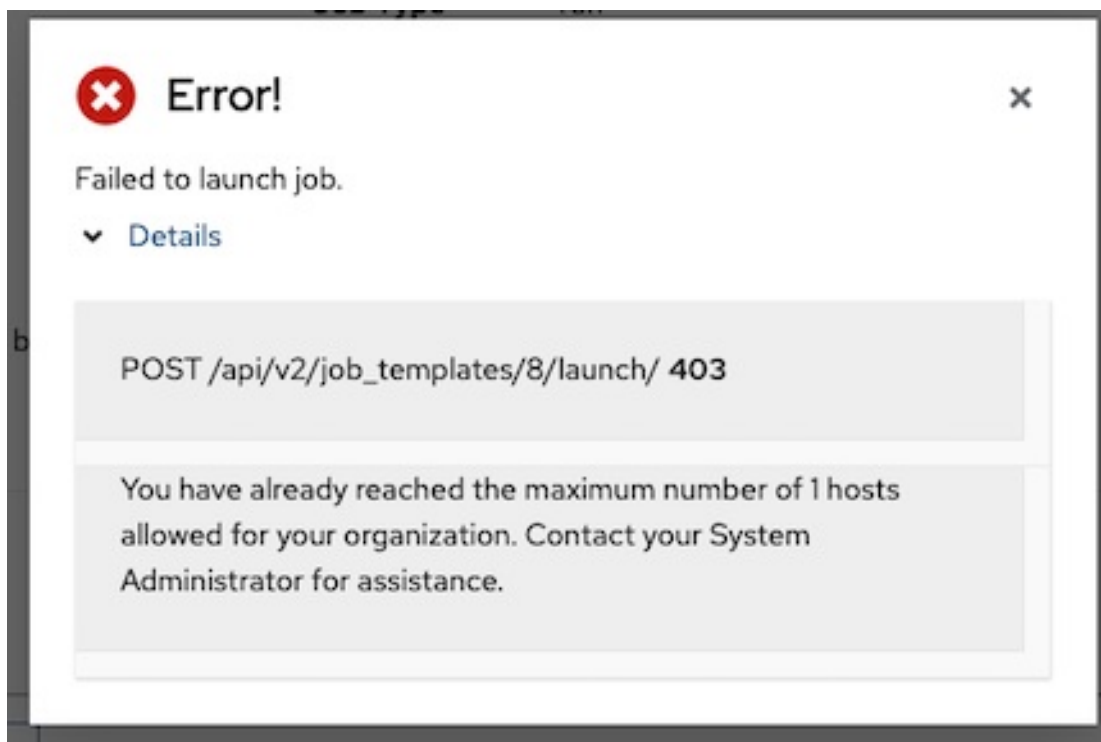 Error!
Failed to launch job.
Details
POST /api/v2/job_templates/8/launch/ 403
You have already reached the maximum number of 1 hosts
allowed for your organization. Contact your System
Administrator for assistance.